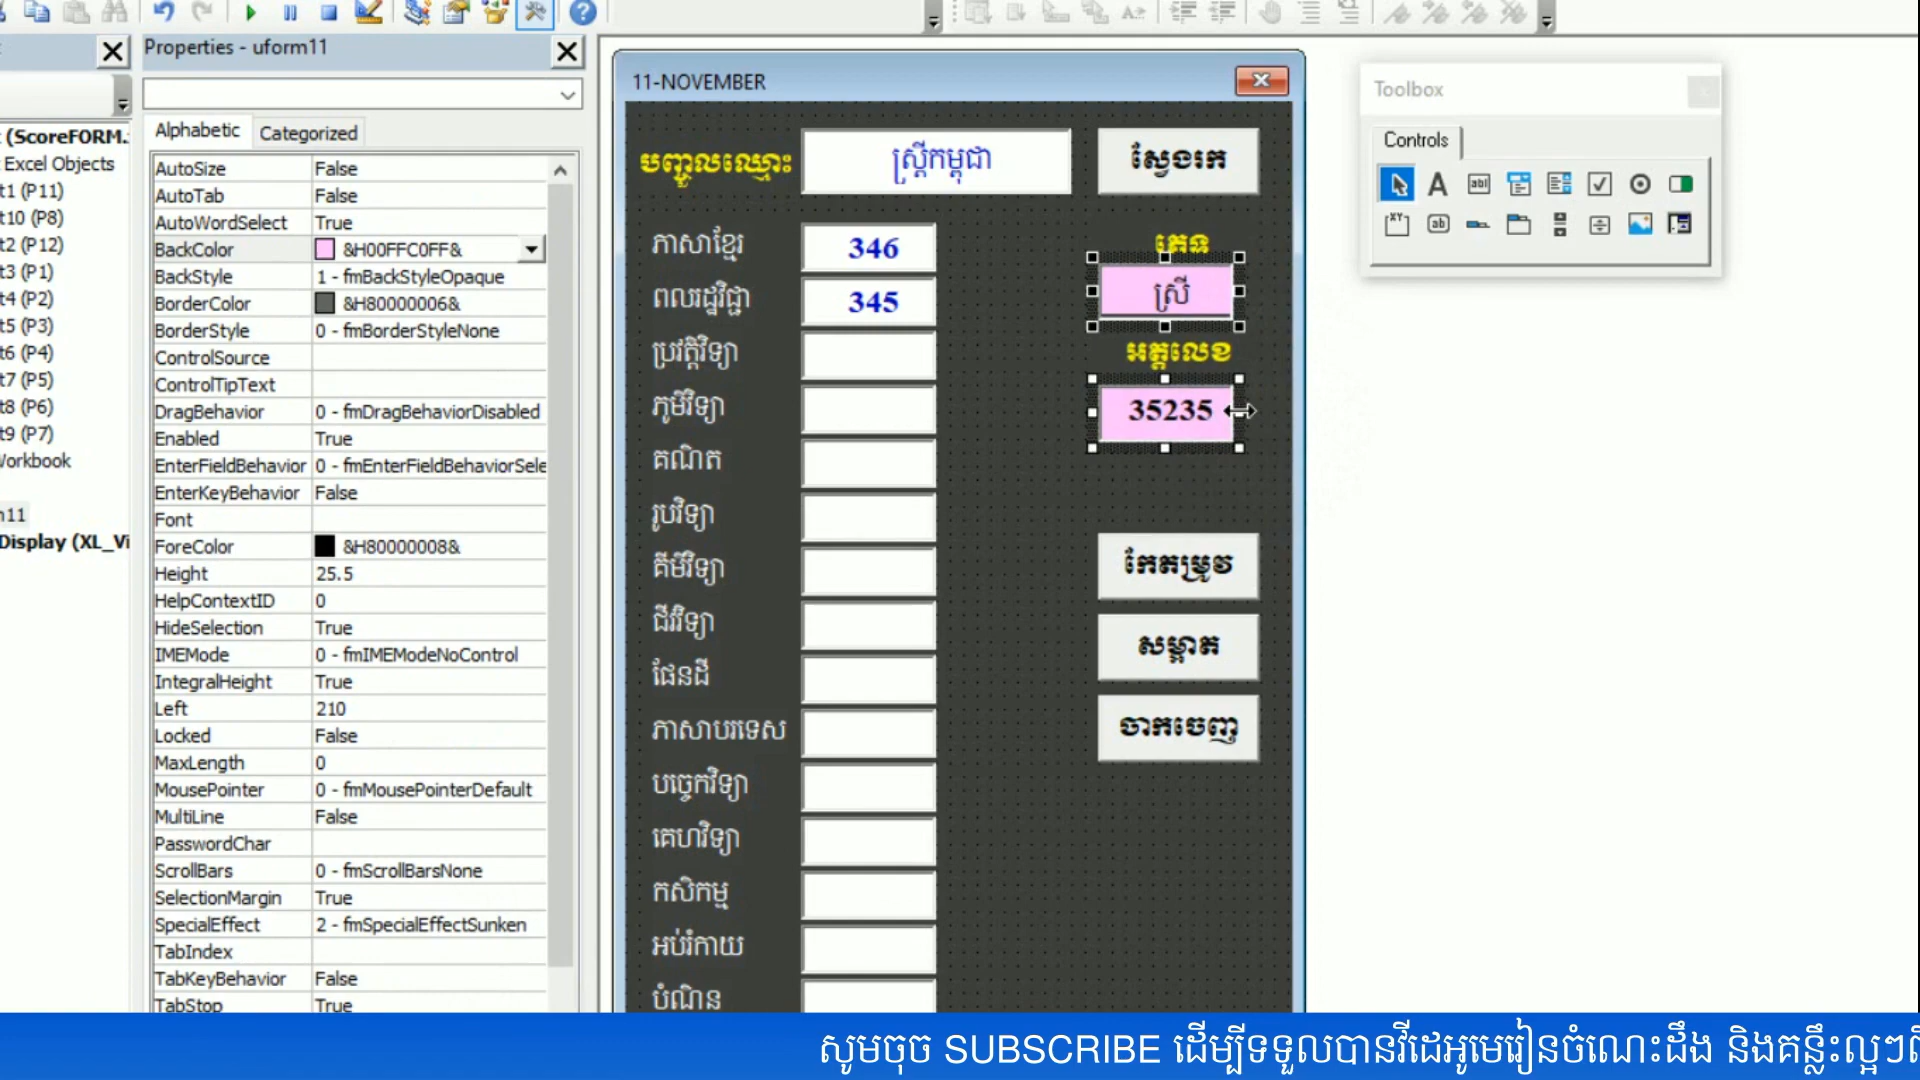 Properties - uform11
Alphabetic
Categorized
(ScoreFORM.
Excel Objects
t1 (P11)
t10 (P8)
t2 (P12)
t3 (P1)
t4 (P2)
t5 (P3)
t6 (P4)
t7 (P5)
t8 (P6)
t9 (P7)
Workbook
11
Display (XL_Vi
AutoSize False
AutoTab False
AutoWordSelect True
BackColor &H00FFC0FF&
BackStyle 1 - fmBackStyleOpaque
BorderColor &H80000006&
BorderStyle 0 - fmBorderStyleNone
ControlSource
ControlTipText
DragBehavior 0 - fmDragBehaviorDisabled
Enabled True
EnterFieldBehavior 0 - fmEnterFieldBehaviorSele
EnterKeyBehavior False
Font
ForeColor &H80000008&
Height 25.5
HelpContextID 0
HideSelection True
IMEMode 0 - fmIMEModeNoControl
IntegralHeight True
Left 210
Locked False
MaxLength 0
MousePointer 0 - fmMousePointerDefault
MultiLine False
PasswordChar
ScrollBars 0 - fmScrollBarsNone
SelectionMargin True
SpecialEffect 2 - fmSpecialEffectSunken
TabIndex
TabKeyBehavior False
TabStop True
11-NOVEMBER
បញ្ចូលឈ្មោះ ស្ត្រីកម្ពុជា ស្វែងរក
ភាសាខ្មែរ 346
ពលរដ្ឋវិជ្ជា 345
ប្រវត្តិវិទ្យា
ភូមិវិទ្យា
គណិត
រូបវិទ្យា
គីមីវិទ្យា
ជីវវិទ្យា
ផែនដី
ភាសាបរទេស
បច្ចេកវិទ្យា
គេហវិទ្យា
កសិកម្ម
អប់រំកាយ
បំណិន
ភេទ
ស្រី
អត្តលេខ
35235
កែតម្រូវ
សម្អាត
ចាកចេញ
Toolbox
Controls
សូមចុច SUBSCRIBE ដើម្បីទទួលបានវីដេអូមេរៀនចំណេះដឹង និងគន្លឹះល្អៗពី